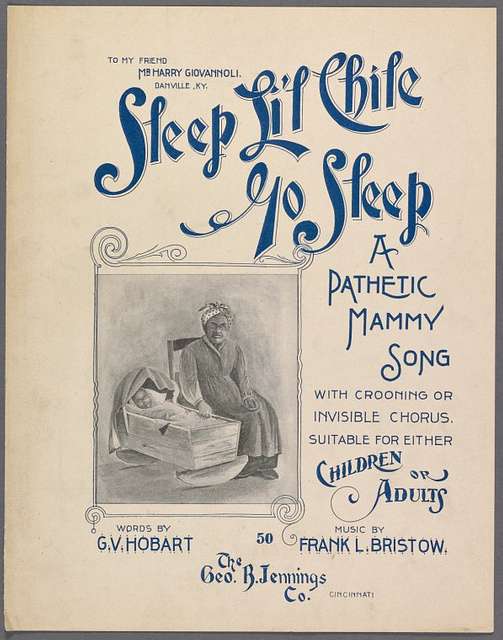 TO MY FRIEND
MR HARRY GIOVANNOLI.
DANVILLE, KY.
Sleep Li'l Chile
Go Sleep
A
PATHETIC
MAMMY
SONG
WITH CROONING OR
INVISIBLE CHORUS.
SUITABLE FOR EITHER
CHILDREN
OR
ADULTS
WORDS BY
G.V. HOBART
50
MUSIC BY
FRANK L. BRISTOW.
The
Geo. B. Jennings
Co.
CINCINNATI